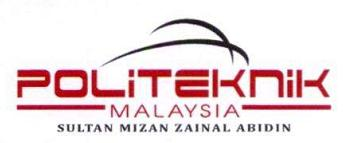 POLiTEKNiK
MALAYSIA
SULTAN MIZAN ZAINAL ABIDIN